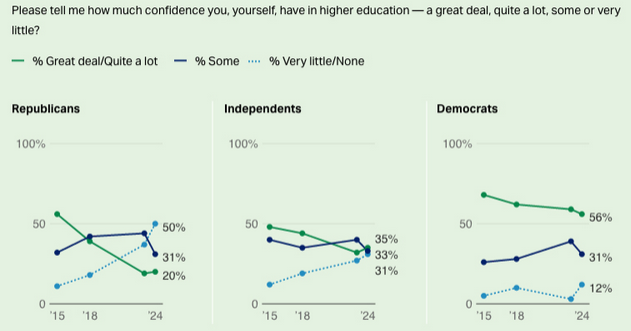 Please tell me how much confidence you, yourself, have in higher education — a great deal, quite a lot, some or very
little?
% Great deal/Quite a lot % Some % Very little/None
Republicans Independents Democrats
100% 100% 100%
50 50 50
50% 35% 56%
31% 33% 31%
20% 31% 12%
0 0 0
'15 '18 '24 '15 '18 '24 '15 '18 '24